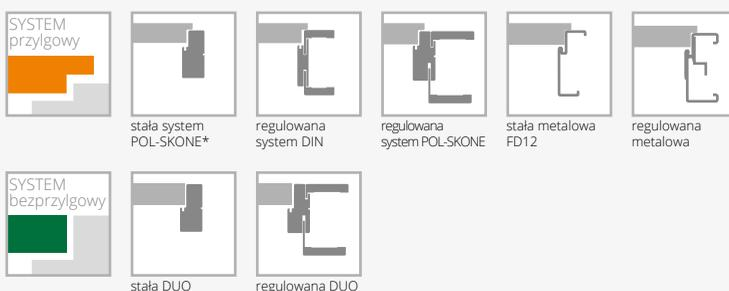 SYSTEM
przylgowy
stała system
POL-SKONE*
regulowana
system DIN
regulowana
system POL-SKONE
stała metalowa
FD12
regulowana
metalowa
SYSTEM
bezprzylgowy
stała DUO
regulowana DUO